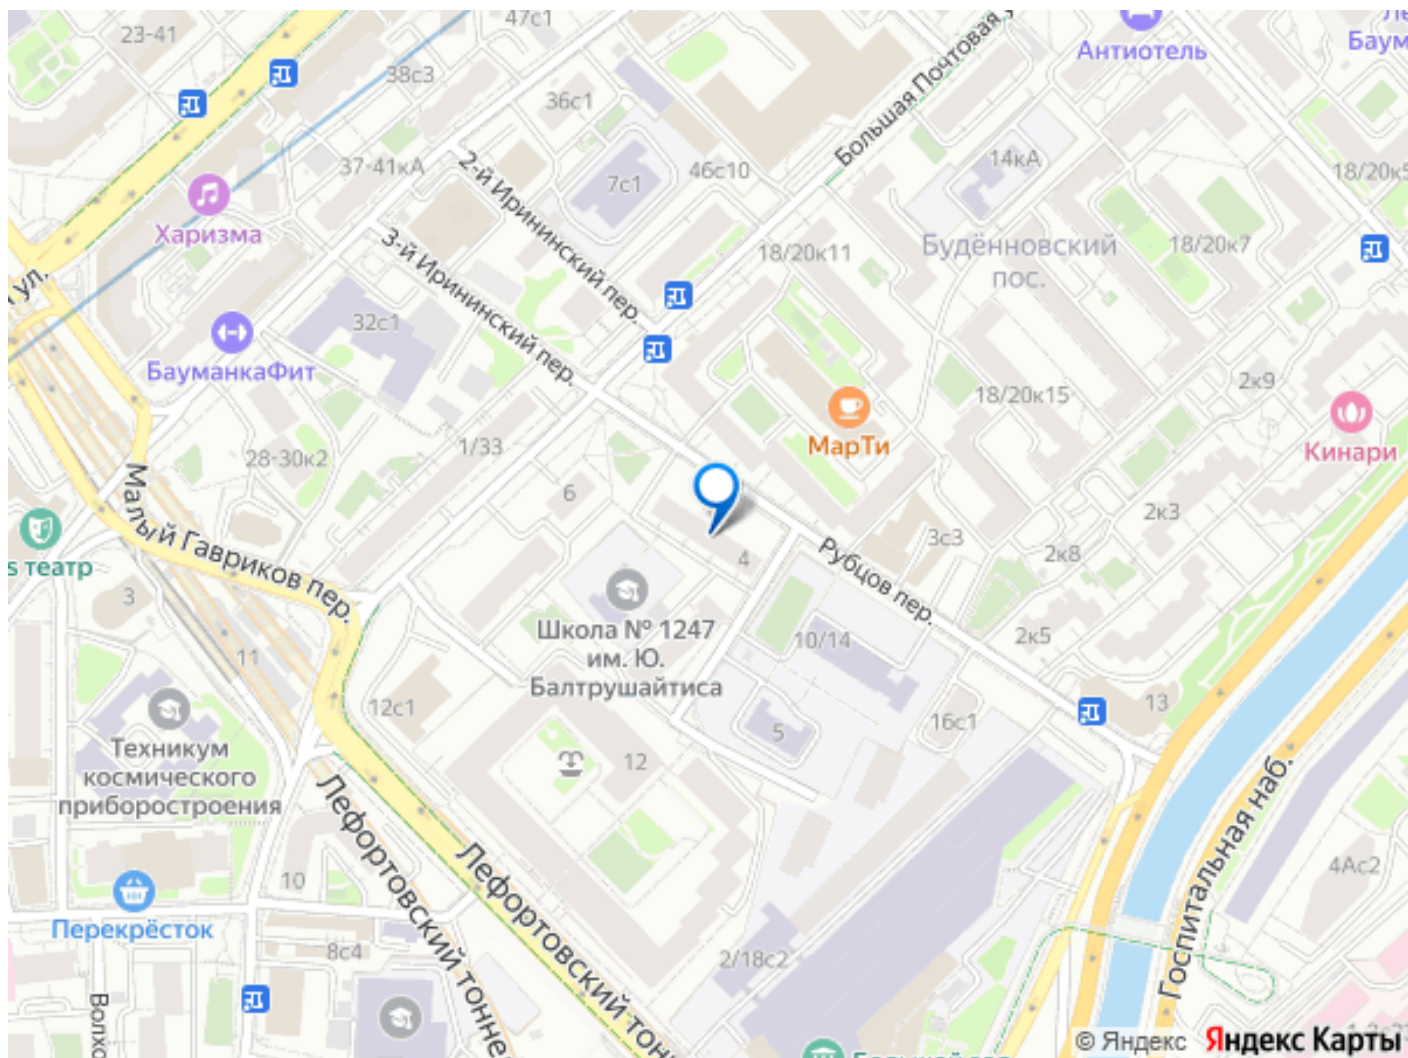 47с1
23-41
Антиотель
Баум
38с3
36с1
Большая Почтовая у
37-41кА
2-й Ирининский пер.
7с1
46с10
14кА
18/20к5
Харизма
3-й Ирининский пер.
18/20к11
Будённовский
пос.
18/20к7
ул.
32с1
БауманкаФит
2к9
18/20к15
МарТи
Кинари
1/33
28-30к2
6
2к3
Малый Гавриков пер.
s театр
3с3
2к8
4
Рубцов пер.
3
Школа № 1247
им. Ю.
Балтрушайтиса
10/14
2к5
11
12с1
16с1
13
5
Техникум
космического
приборостроения
12
Лефортовский тоннел
Лефортовский тонн
Госпитальная наб.
4Ас2
10
Перекрёсток
8с4
2/18с2
Волхо
© Яндекс Яндекс Карты